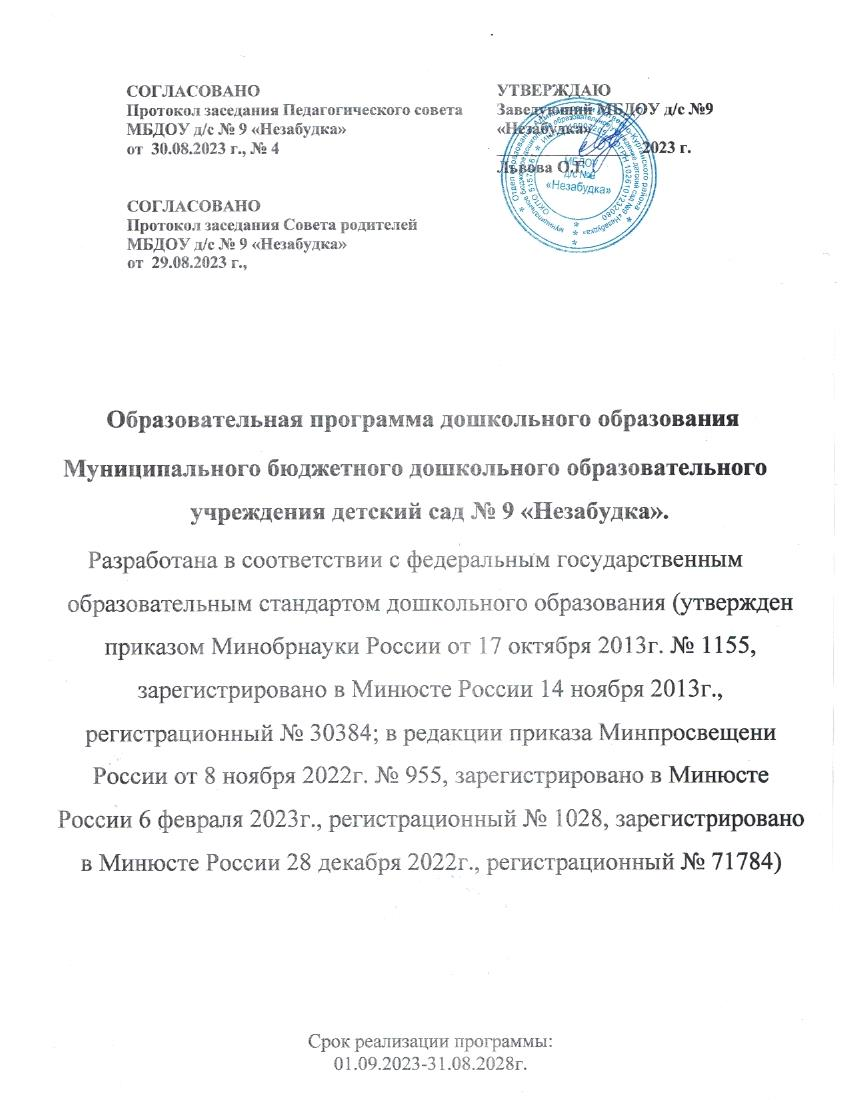 СОГЛАСОВАНО
Протокол заседания Педагогического совета
МБДОУ д/с № 9 «Незабудка»
от 30.08.2023 г., № 4
СОГЛАСОВАНО
Протокол заседания Совета родителей
МБДОУ д/с № 9 «Незабудка»
от 29.08.2023 г.,
УТВЕРЖДАЮ
Заведующий МБДОУ д/с №9
«Незабудка»
2023 г.
Львова О.Г.
МБДОУ
д/с №9
«Незабудка»
Образовательная программа дошкольного образования
Муниципального бюджетного дошкольного образовательного
учреждения детский сад № 9 «Незабудка».
Разработана в соответствии с федеральным государственным
образовательным стандартом дошкольного образования (утвержден
приказом Минобрнауки России от 17 октября 2013г. № 1155,
зарегистрировано в Минюсте России 14 ноября 2013г.,
регистрационный № 30384; в редакции приказа Минпросвещени
России от 8 ноября 2022г. № 955, зарегистрировано в Минюсте
России 6 февраля 2023г., регистрационный № 1028, зарегистрировано
в Минюсте России 28 декабря 2022г., регистрационный № 71784)
Срок реализации программы:
01.09.2023-31.08.2028г.